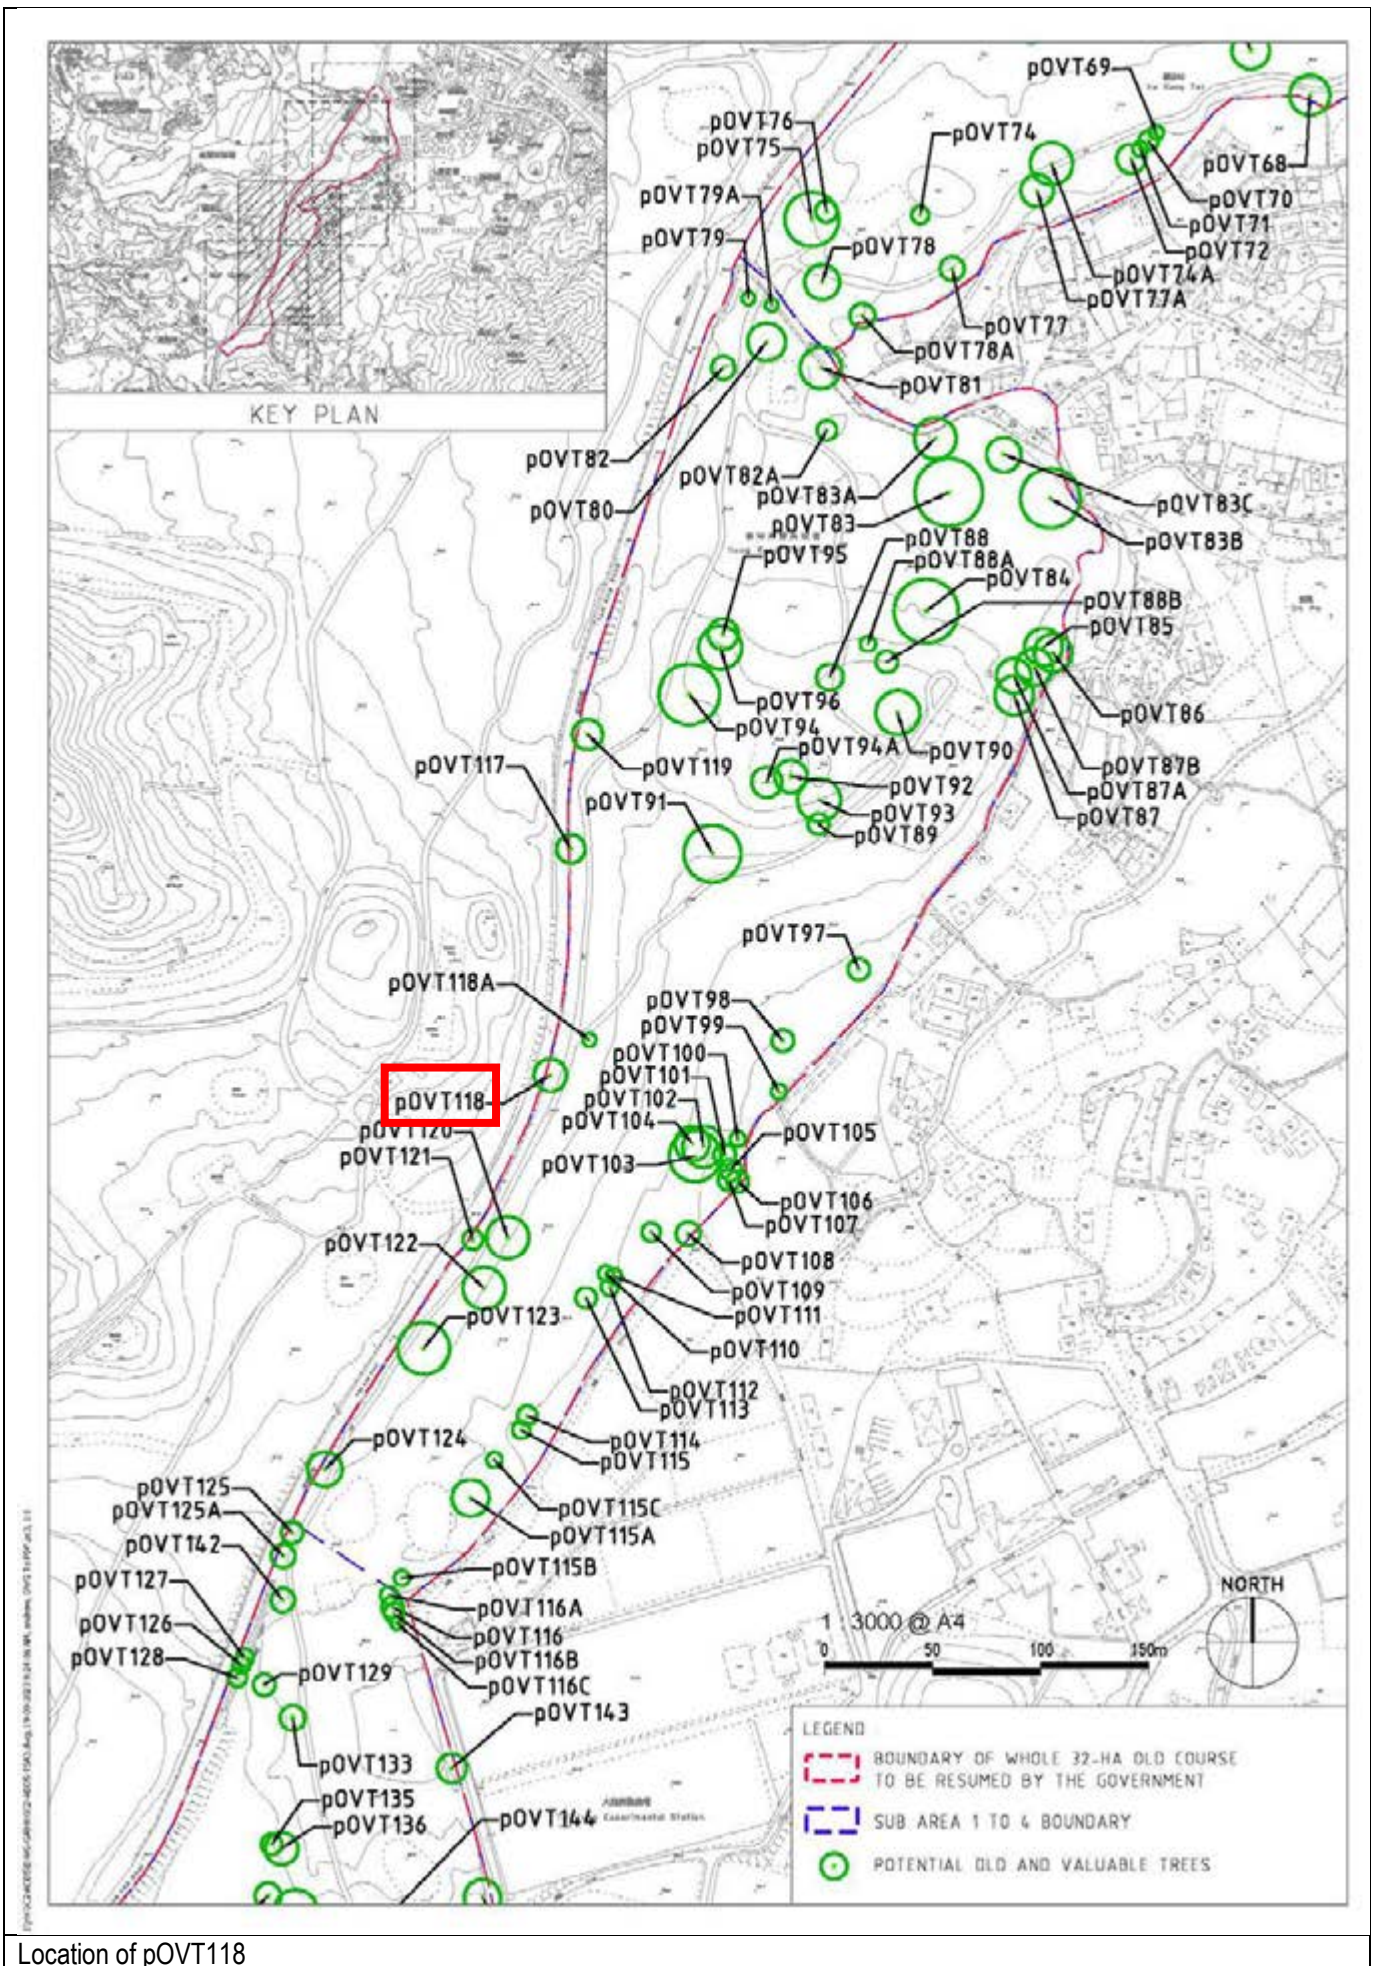 KEY PLAN
pOVT69
pOVT76
pOVT75
pOVT74
pOVT68
pOVT79A
pOVT70
pOVT71
pOVT79
pOVT78
pOVT72
pOVT74A
pOVT77A
pOVT77
pOVT78A
pOVT81
pOVT82
pOVT82A
pOVT83A
pOVT83C
pOVT80
pOVT83
pOVT88
pOVT83B
pOVT95
pOVT88A
pOVT84
pOVT88B
pOVT85
pOVT96
pOVT86
pOVT94
pOVT94A
pOVT90
pOVT117
pOVT119
pOVT87B
pOVT92
pOVT87A
pOVT91
pOVT93
pOVT87
pOVT89
pOVT97
pOVT118A
pOVT98
pOVT99
pOVT100
pOVT101
pOVT118
pOVT102
pOVT104
pOVT120
pOVT105
pOVT121
pOVT103
pOVT106
pOVT107
pOVT122
pOVT108
pOVT109
pOVT123
pOVT111
pOVT110
pOVT112
pOVT113
pOVT124
pOVT114
pOVT115
pOVT125
pOVT125A
pOVT115C
pOVT115A
pOVT142
pOVT115B
pOVT127
pOVT116A
pOVT126
pOVT116
pOVT128
pOVT116B
pOVT129
pOVT116C
pOVT143
pOVT133
pOVT135
pOVT136
pOVT144
Experimental Station
NORTH
1 : 3000 @ A4
0 50 100 150m
LEGEND
BOUNDARY OF WHOLE 32-HA OLD COURSE
TO BE RESUMED BY THE GOVERNMENT
SUB AREA 1 TO 4 BOUNDARY
POTENTIAL OLD AND VALUABLE TREES
Location of pOVT118